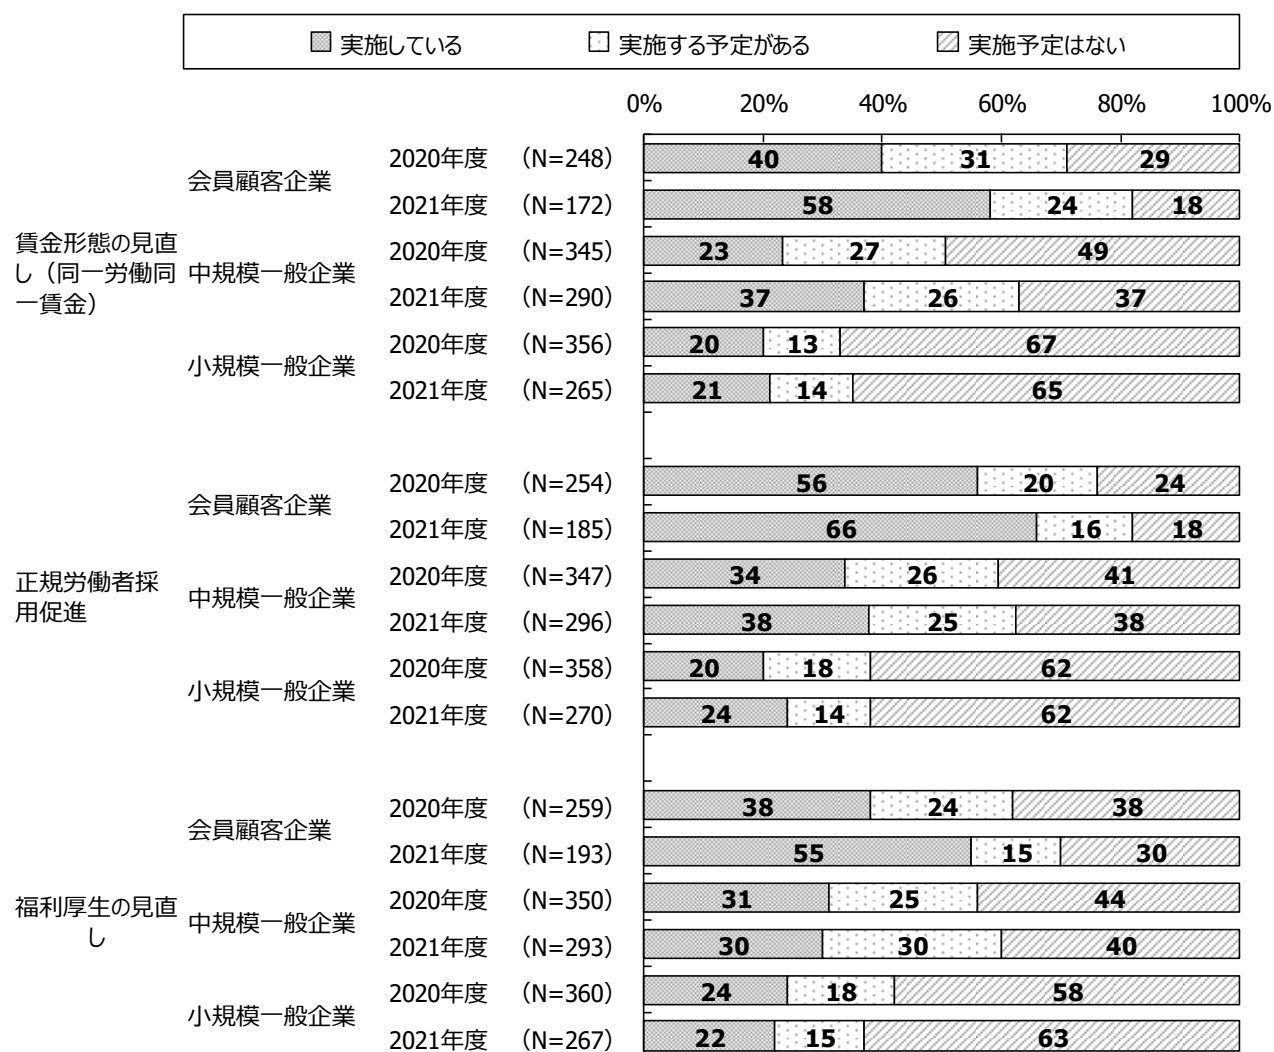 実施している 実施する予定がある 実施予定はない
0% 20% 40% 60% 80% 100%
賃金形態の見直
し（同一労働同
一賃金）
会員顧客企業
2020年度 （N=248） 40 31 29
2021年度 （N=172） 58 24 18
中規模一般企業
2020年度 （N=345） 23 27 49
2021年度 （N=290） 37 26 37
小規模一般企業
2020年度 （N=356） 20 13 67
2021年度 （N=265） 21 14 65
正規労働者採
用促進
会員顧客企業
2020年度 （N=254） 56 20 24
2021年度 （N=185） 66 16 18
中規模一般企業
2020年度 （N=347） 34 26 41
2021年度 （N=296） 38 25 38
小規模一般企業
2020年度 （N=358） 20 18 62
2021年度 （N=270） 24 14 62
福利厚生の見直
し
会員顧客企業
2020年度 （N=259） 38 24 38
2021年度 （N=193） 55 15 30
中規模一般企業
2020年度 （N=350） 31 25 44
2021年度 （N=293） 30 30 40
小規模一般企業
2020年度 （N=360） 24 18 58
2021年度 （N=267） 22 15 63